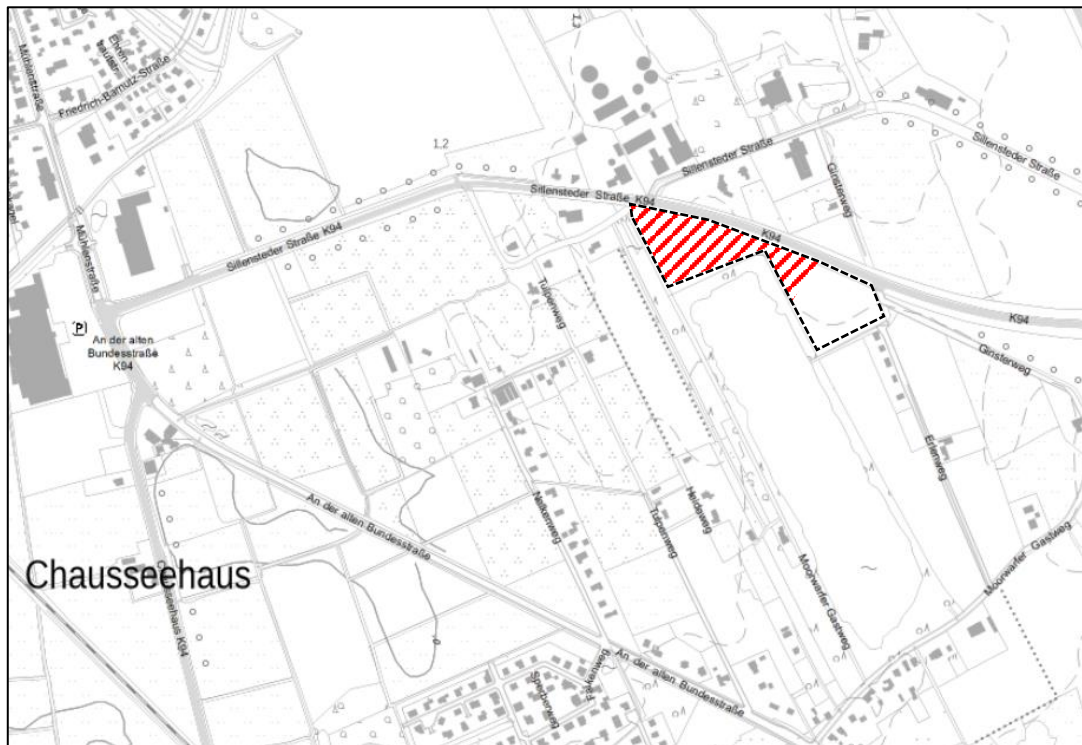 Mühlenstraße
Friedrich-Barnutz-Straße
1,2
Mühlenstraße
Sillensteder Straße K94
Sillensteder Straße K94
Sillensteder Straße
Ginsterweg
Sillensteder Straße
K94
K94
Ginsterweg
P
An der alten
Bundesstraße
K94
Tulpenweg
Erlenweg
Nelkenweg
Tulpenweg
Heideweg
An der alten Bundesstraße
Moorwarfer Gastweg
Moorwarfer Gastweg
Chausseehaus
K94
An der alten Bundesstraße
Sperberweg